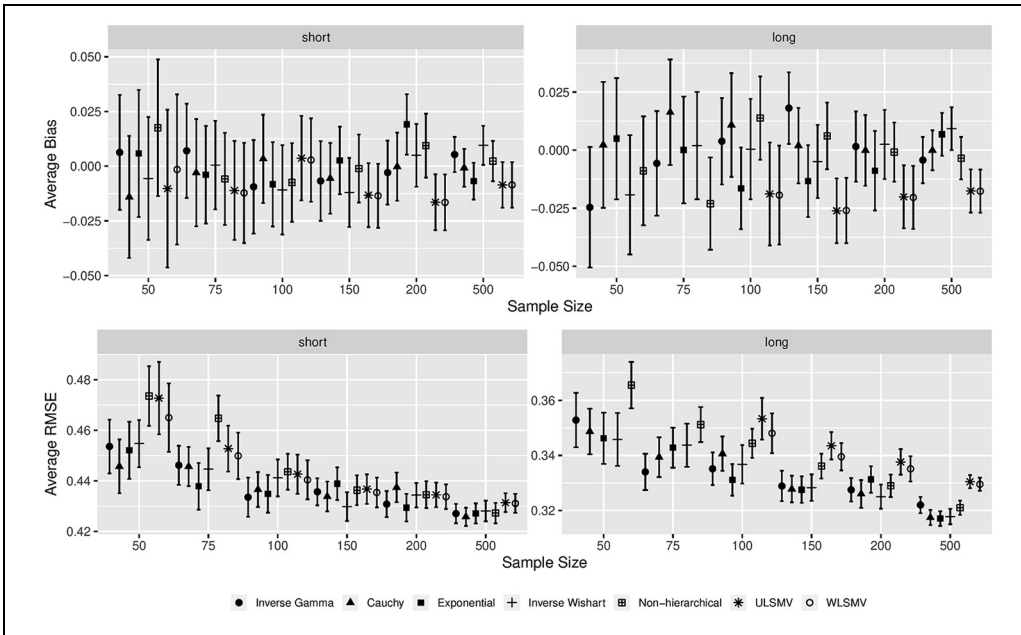 short long
0.050
0.025
0.000
−0.025
−0.050
Average Bias
50 75 100 150 200 500
Sample Size
0.025
0.000
−0.025
−0.050
50 75 100 150 200 500
short long
0.48
0.46
0.44
0.42
Average RMSE
50 75 100 150 200 500
Sample Size
0.36
0.34
0.32
50 75 100 150 200 500
Inverse Gamma Cauchy Exponential Inverse Wishart Non−hierarchical ULSMV WLSMV